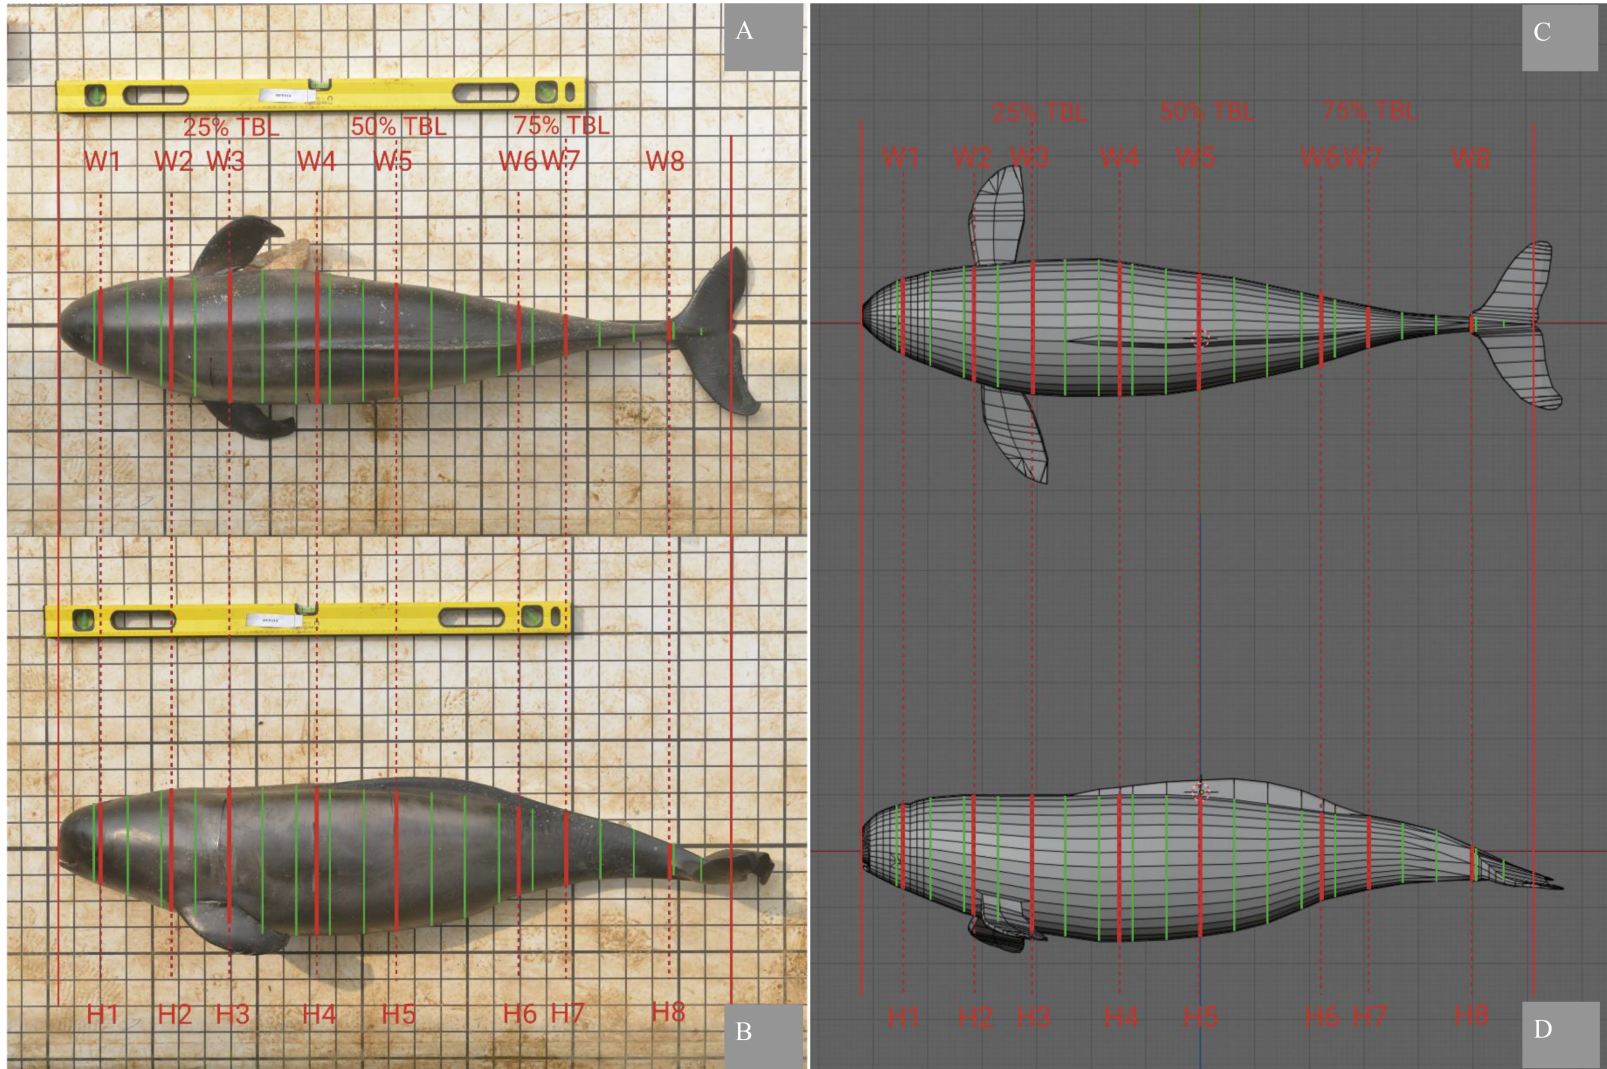 A
25% TBL 50% TBL 75% TBL
W1 W2 W3 W4 W5 W6 W7 W8
H1 H2 H3 H4 H5 H6 H7 H8
B
C
25% TBL 50% TBL 75% TBL
W1 W2 W3 W4 W5 W6 W7 W8
H1 H2 H3 H4 H5 H6 H7 H8
D